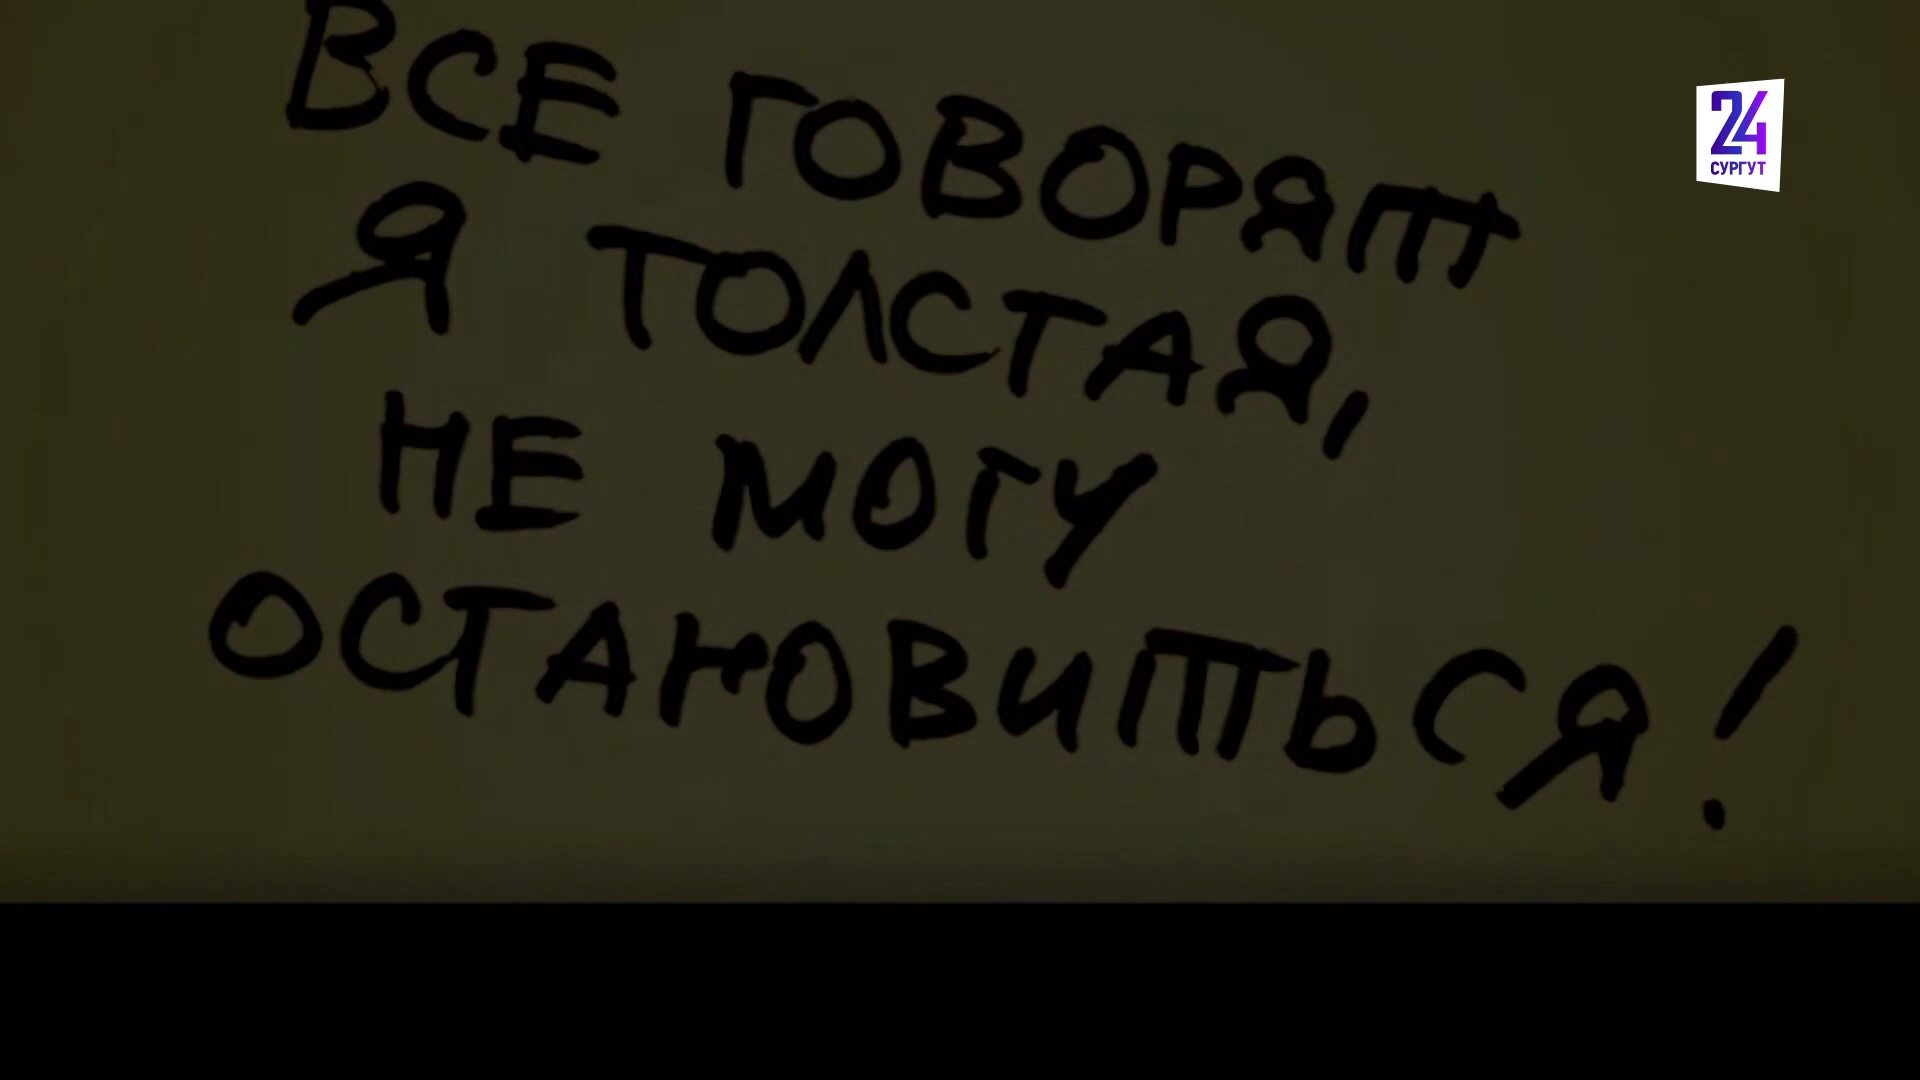 ВСЕ ГОВОРЯТ
Я ТОЛСТАЯ,
НЕ МОГУ
ОСТАНОВИТЬСЯ!
24
СУРГУТ